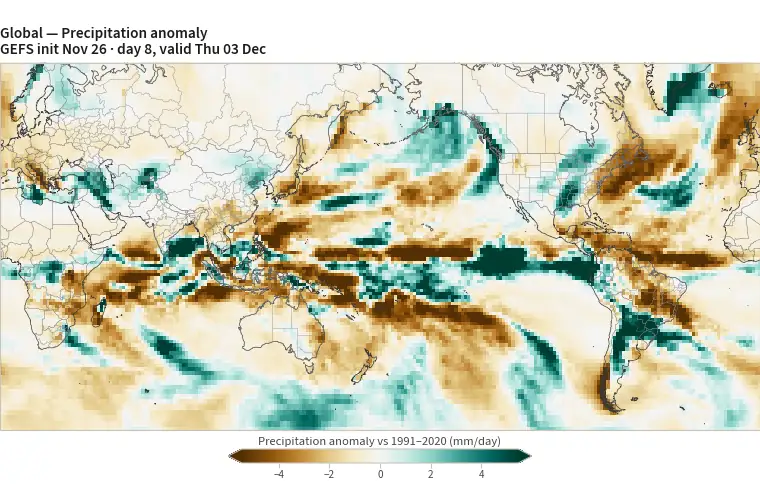 Global — Precipitation anomaly
GEFS init Nov 26 · day 8, valid Thu 03 Dec
Precipitation anomaly vs 1991–2020 (mm/day)
−4 −2 0 2 4